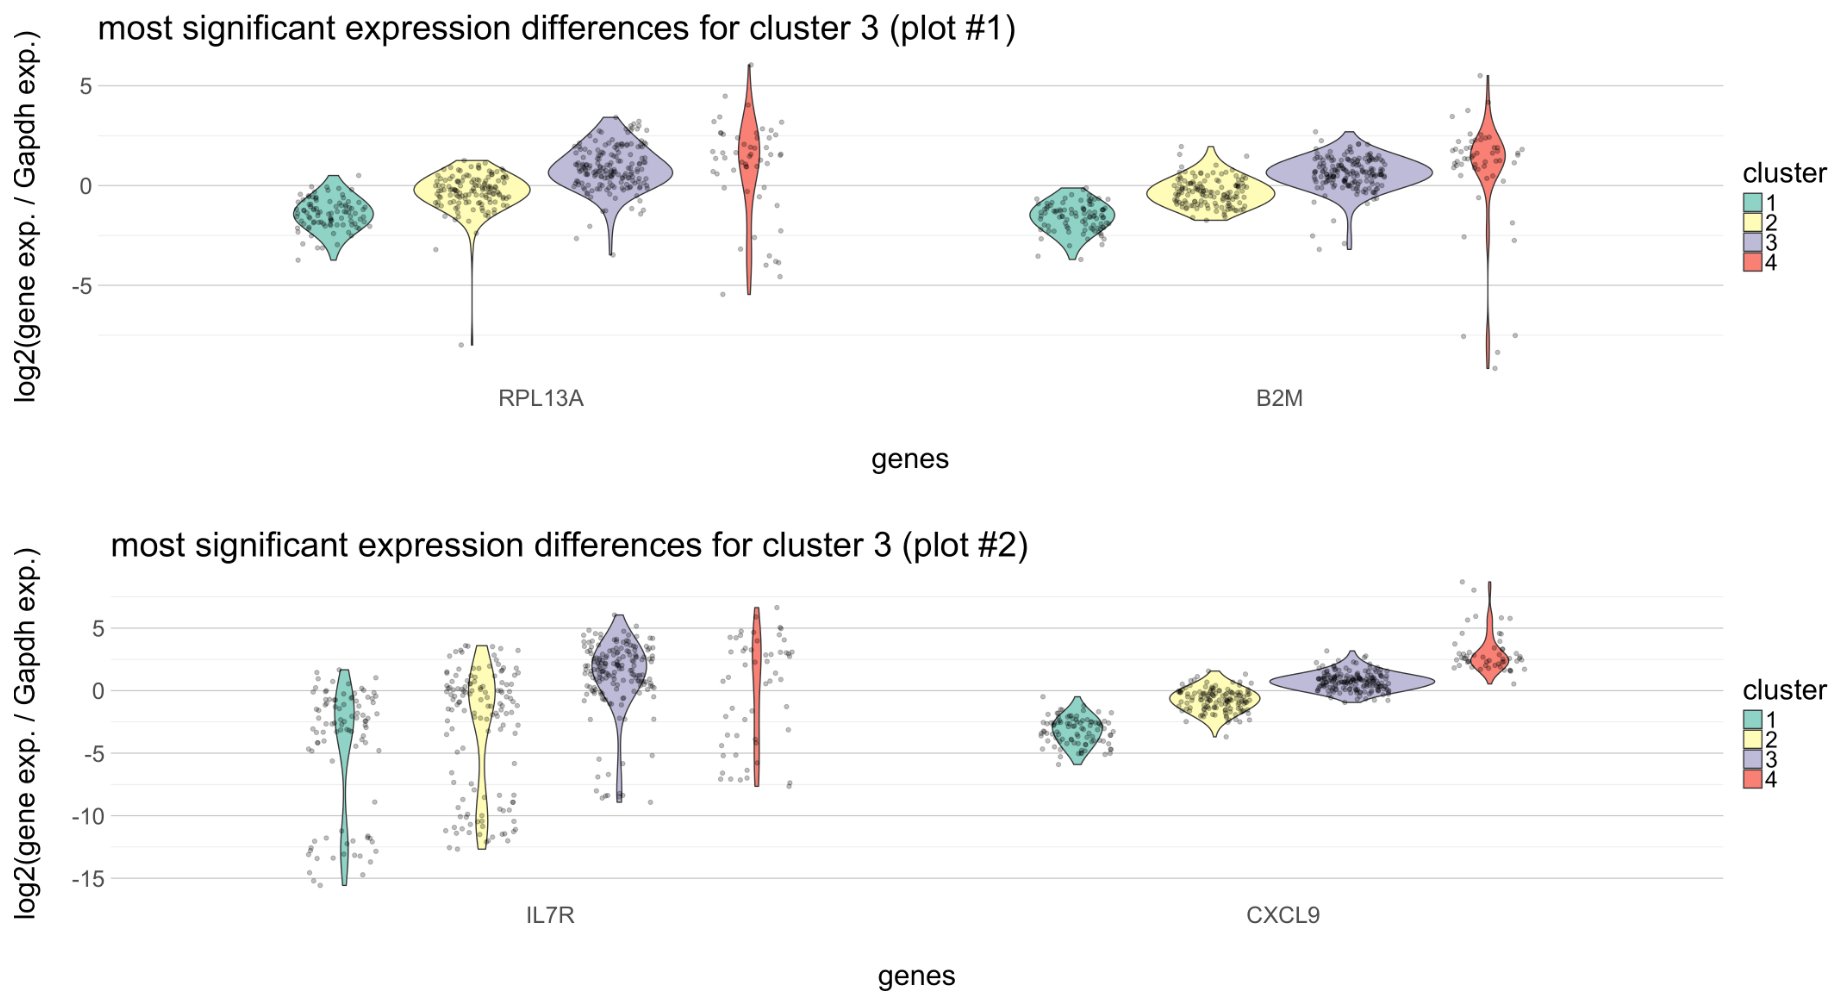 most significant expression differences for cluster 3 (plot #1)
log2(gene exp. / Gapdh exp.)
5
0
-5
RPL13A
B2M
genes
cluster
1
2
3
4
most significant expression differences for cluster 3 (plot #2)
log2(gene exp. / Gapdh exp.)
5
0
-5
-10
-15
IL7R
CXCL9
genes
cluster
1
2
3
4